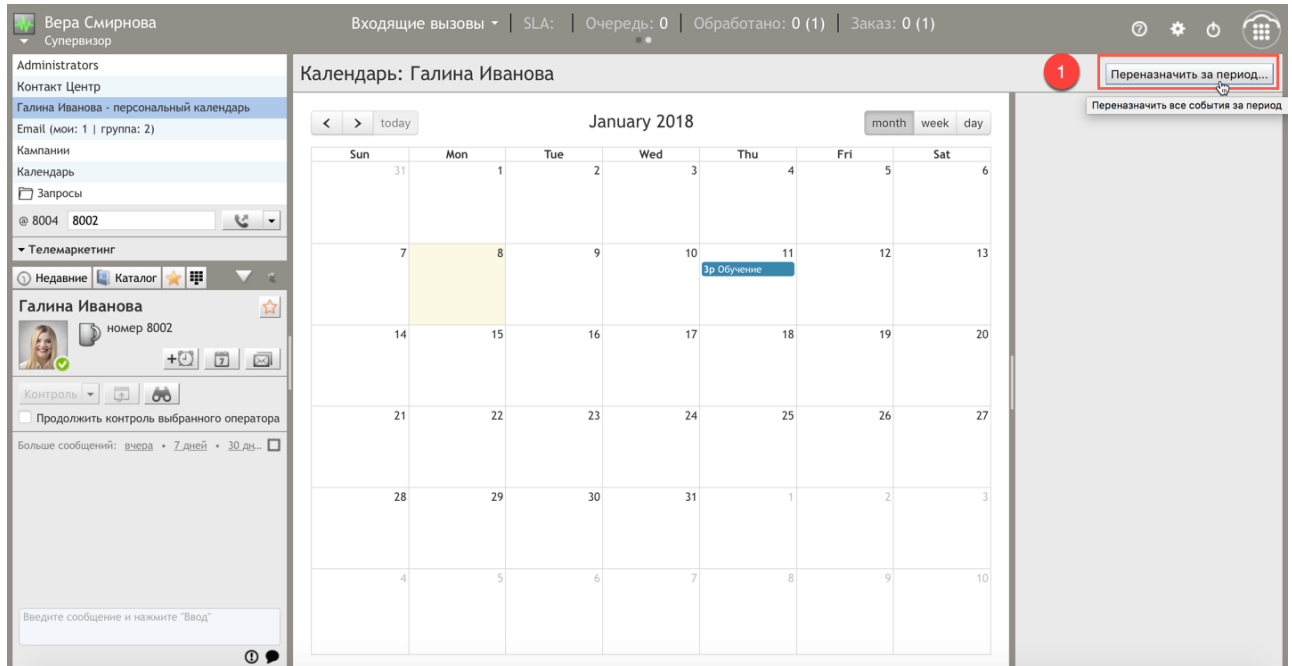 Вера Смирнова
Супервизор
Входящие вызовы
SLA:
Очередь: 0
Обработано: 0 (1)
Заказ: 0 (1)
Administrators
Контакт Центр
Галина Иванова - персональный календарь
Email (мои: 1 | группа: 2)
Кампании
Календарь
Запросы
@ 8004 8002
Телемаркетинг
Недавние Каталог
Галина Иванова
номер 8002
7
Контроль
Продолжить контроль выбранного оператора
Больше сообщений: вчера • 7 дней • 30 дн...
Введите сообщение и нажмите "Ввод"
Календарь: Галина Иванова
1
Переназначить за период...
Переназначить все события за период
today
January 2018
month week day
Sun Mon Tue Wed Thu Fri Sat
31 1 2 3 4 5 6
7 8 9 10 11 12 13
3p Обучение
14 15 16 17 18 19 20
21 22 23 24 25 26 27
28 29 30 31 1 2 3
4 5 6 7 8 9 10